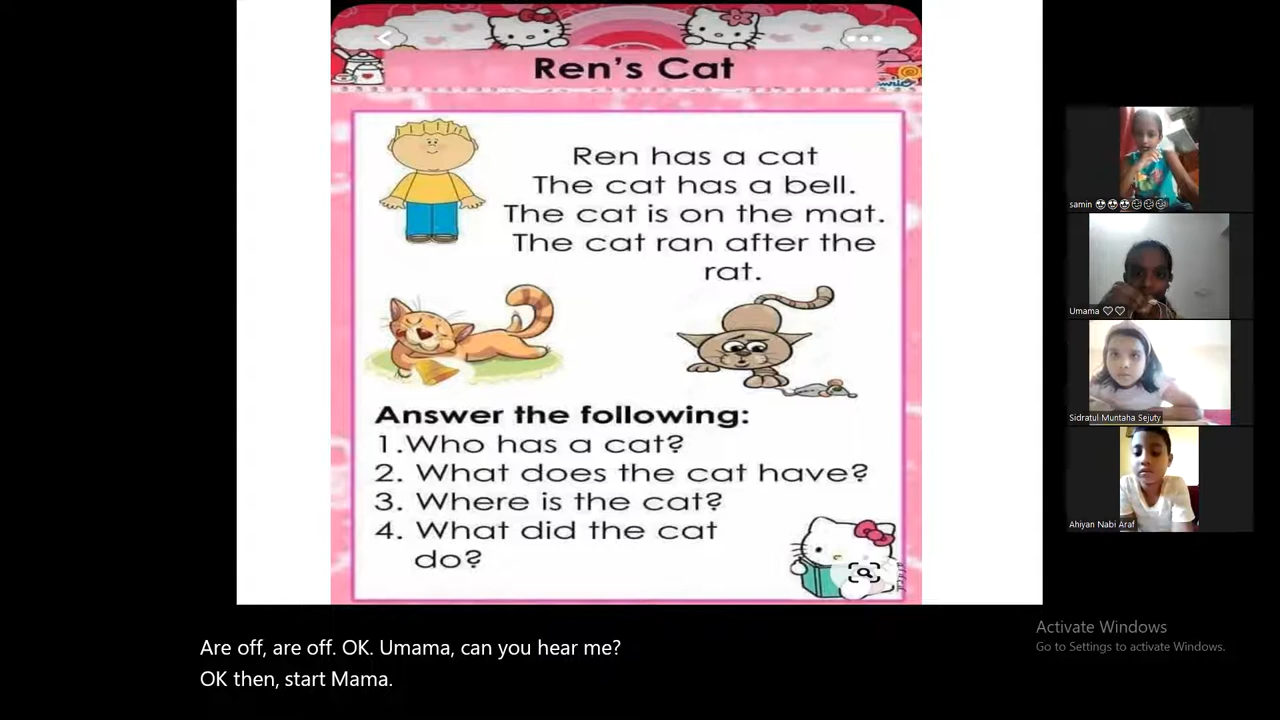 Ren's Cat
Ren has a cat
The cat has a bell.
The cat is on the mat.
The cat ran after the
rat.
Answer the following:
1.Who has a cat?
2. What does the cat have?
3. Where is the cat?
4. What did the cat
do?
samin
Umama
Sidratul Muntaha Sejuty
Ahiyan Nabi Araf
Are off, are off. OK. Umama, can you hear me?
OK then, start Mama.
Activate Windows
Go to Settings to activate Windows.